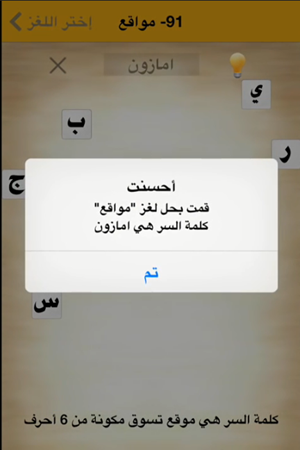 إختر اللغز
91- مواقع
امازون
ي
ب
ر
ج
أحسنت
قمت بحل لغز "مواقع"
كلمة السر هي امازون
تم
س
كلمة السر هي موقع تسوق مكونة من 6 أحرف